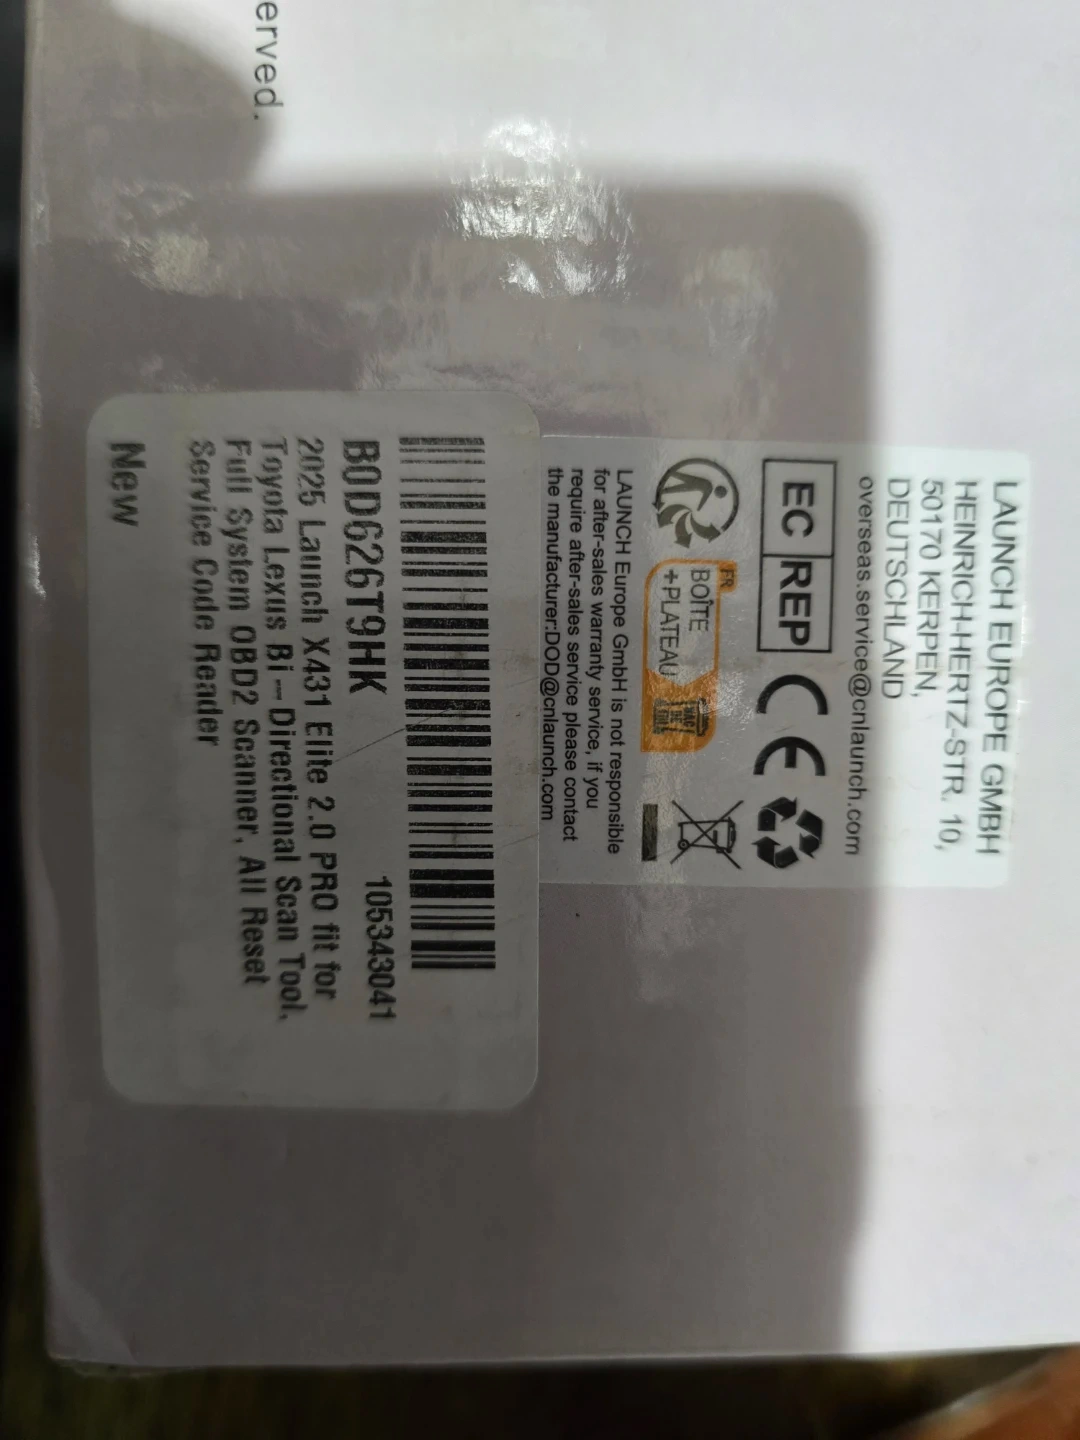 erved.
LAUNCH EUROPE GMBH
HEINRICH-HERTZ-STR. 10,
50170 KERPEN,
DEUTSCHLAND
overseas.service@cnlaunch.com
EC REP
CE
FR
BOÎTE
+PLATEAU
LAUNCH Europe GmbH is not responsible
for after-sales warranty service, if you
require after-sales service please contact
the manufacturer:DOD@cnlaunch.com
B0D626T9HK 105343041
2025 Launch X431 Elite 2.0 PRO fit for
Toyota Lexus Bi-Directional Scan Tool,
Full System OBD2 Scanner, All Reset
Service Code Reader
New